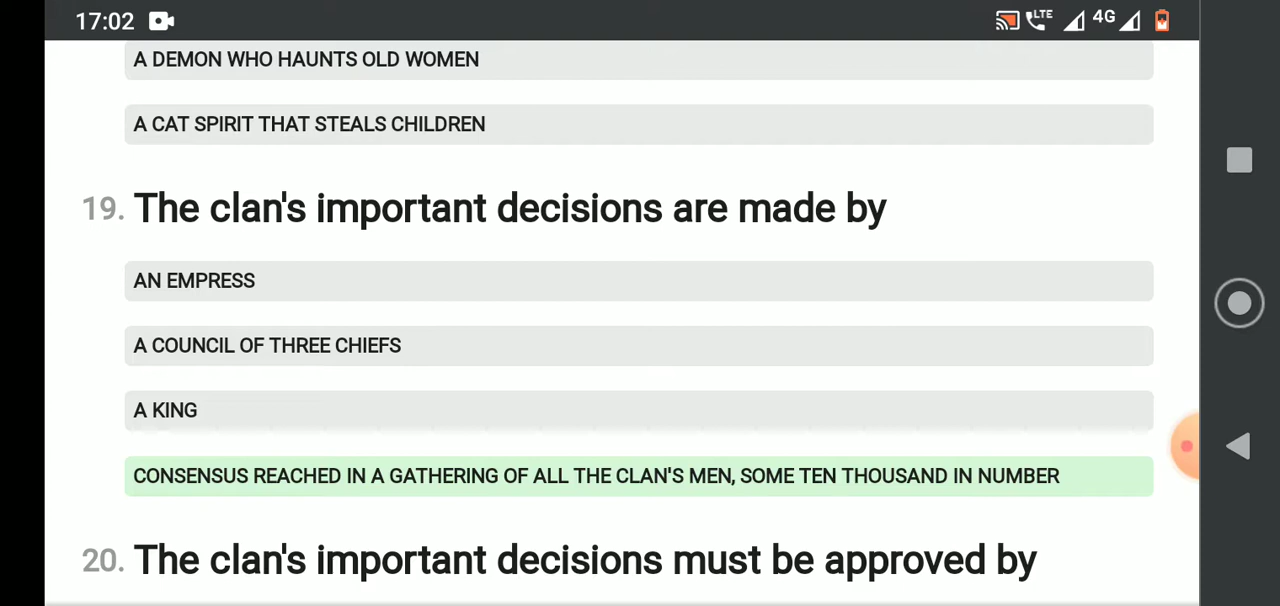 17:02
LTE 4G
A DEMON WHO HAUNTS OLD WOMEN
A CAT SPIRIT THAT STEALS CHILDREN
19. The clan's important decisions are made by
AN EMPRESS
A COUNCIL OF THREE CHIEFS
A KING
CONSENSUS REACHED IN A GATHERING OF ALL THE CLAN'S MEN, SOME TEN THOUSAND IN NUMBER
20. The clan's important decisions must be approved by